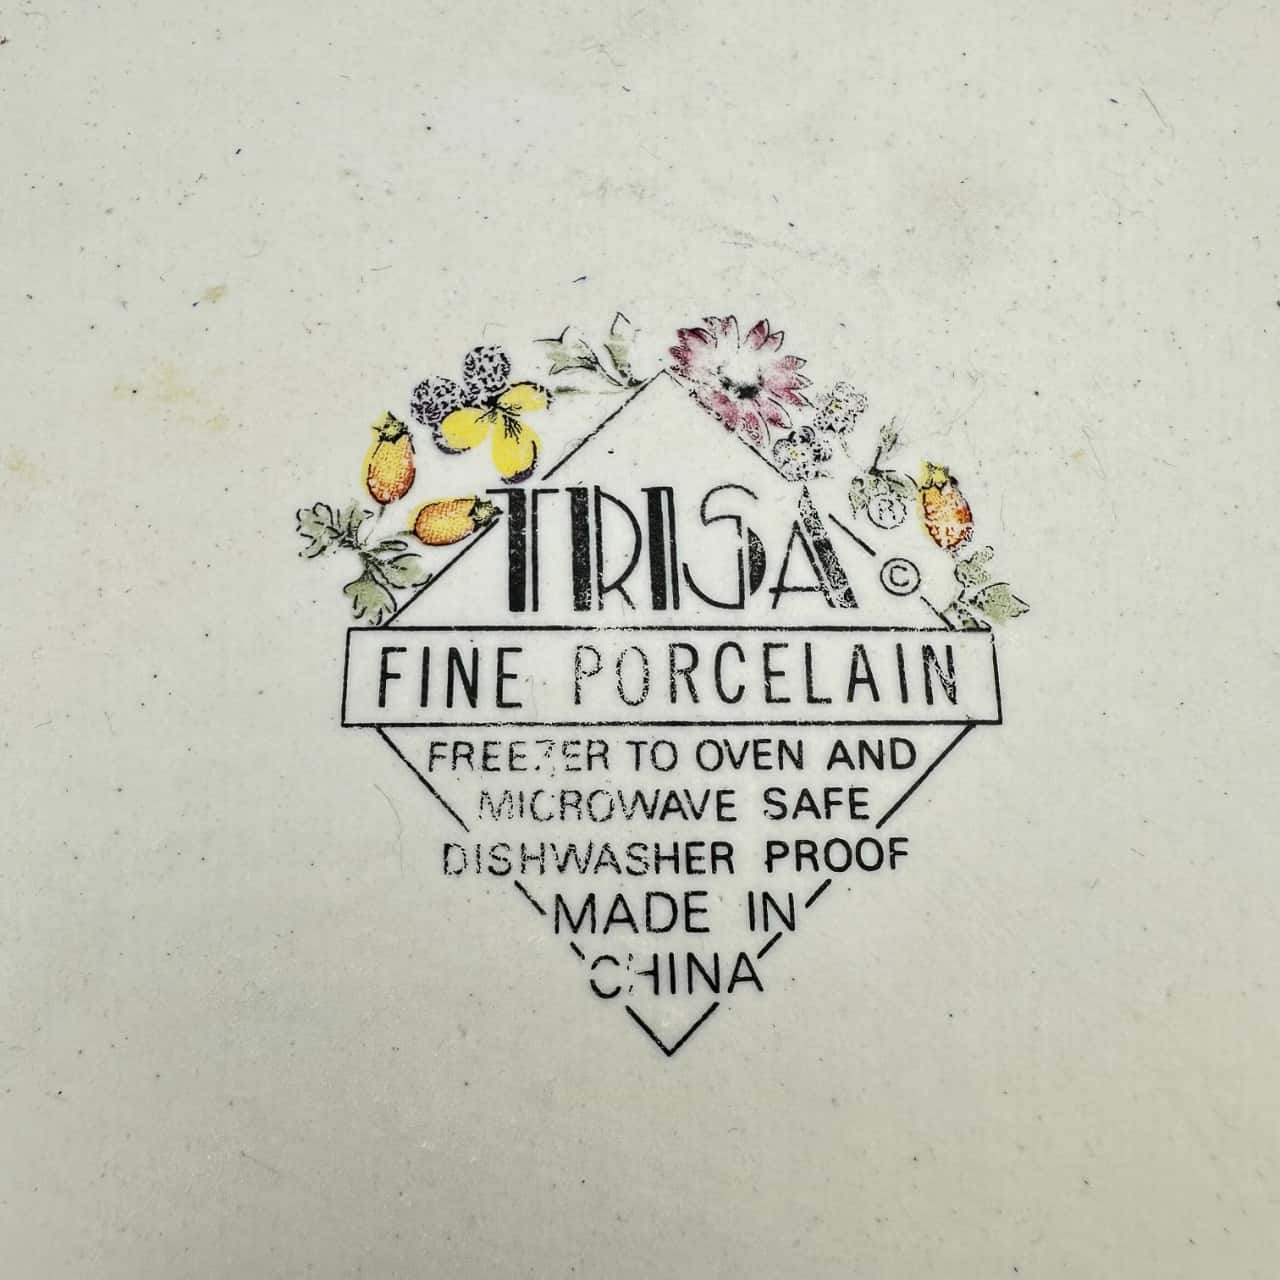 TRISA ®
©
FINE PORCELAIN
FREEZER TO OVEN AND
MICROWAVE SAFE
DISHWASHER PROOF
MADE IN
CHINA